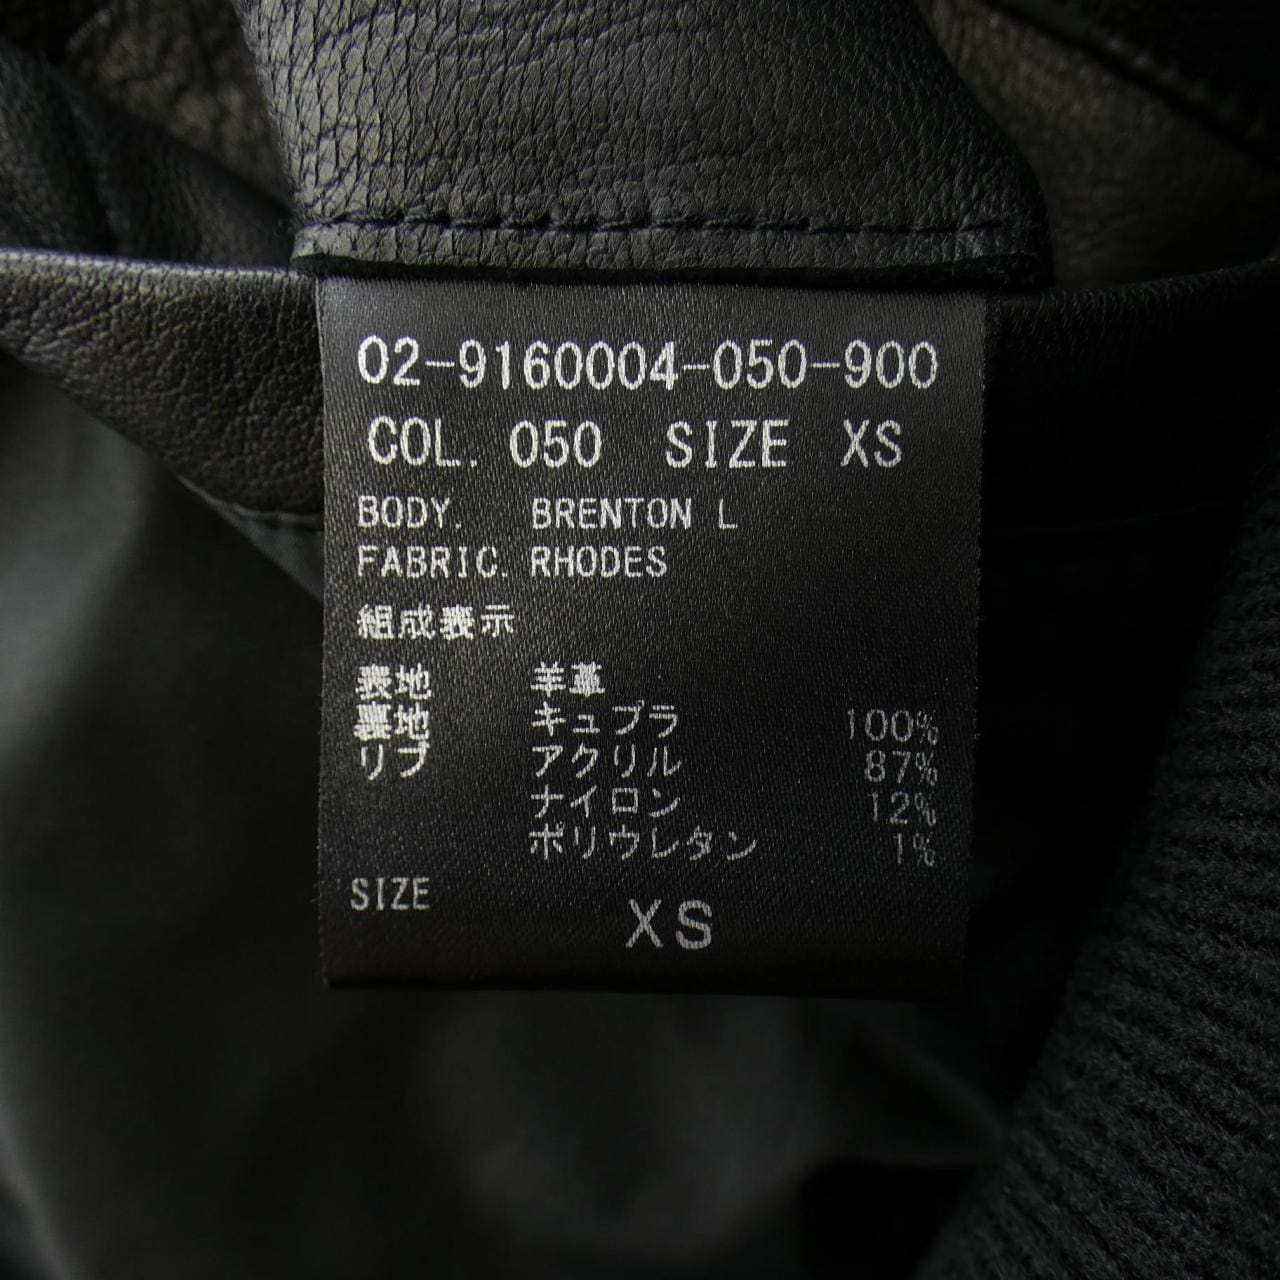 02-9160004-050-900
COL. 050 SIZE XS
BODY. BRENTON L
FABRIC. RHODES
組成表示
表地 羊革
裏地 キュプラ 100%
リブ アクリル 87%
ナイロン 12%
ポリウレタン 1%
SIZE XS